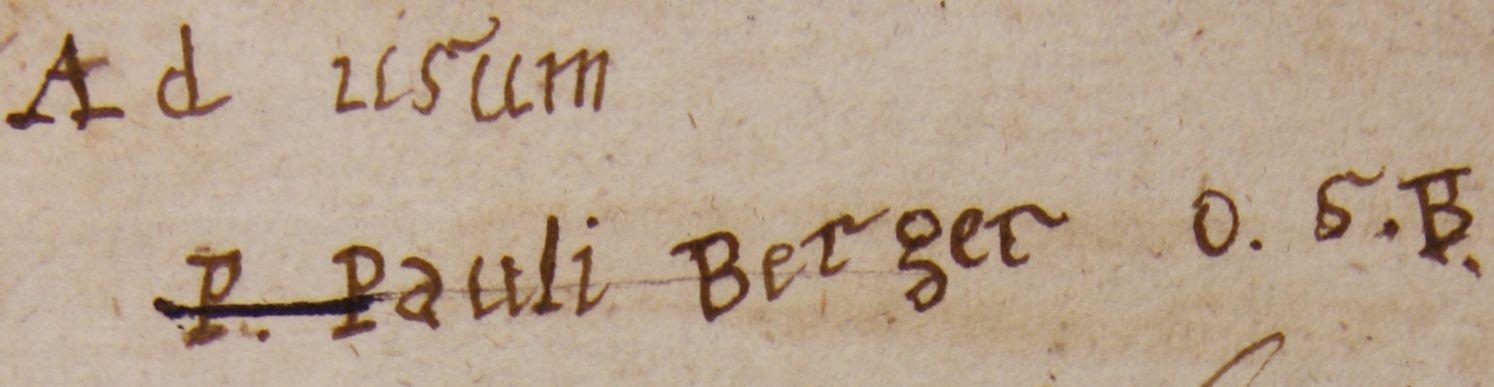 Ad usum
P. Pauli Berger O. S. B.